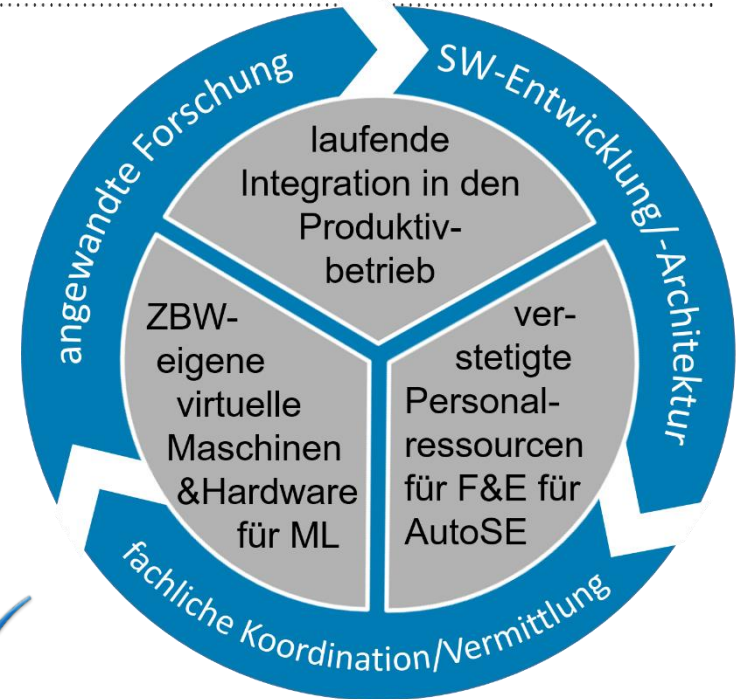 angewandte Forschung
SW-Entwicklung/-Architektur
laufende
Integration in den
Produktiv-
betrieb
ZBW-
eigene
virtuelle
Maschinen
&Hardware
für ML
ver-
stetigte
Personal-
ressourcen
für F&E für
AutoSE
fachliche Koordination/Vermittlung